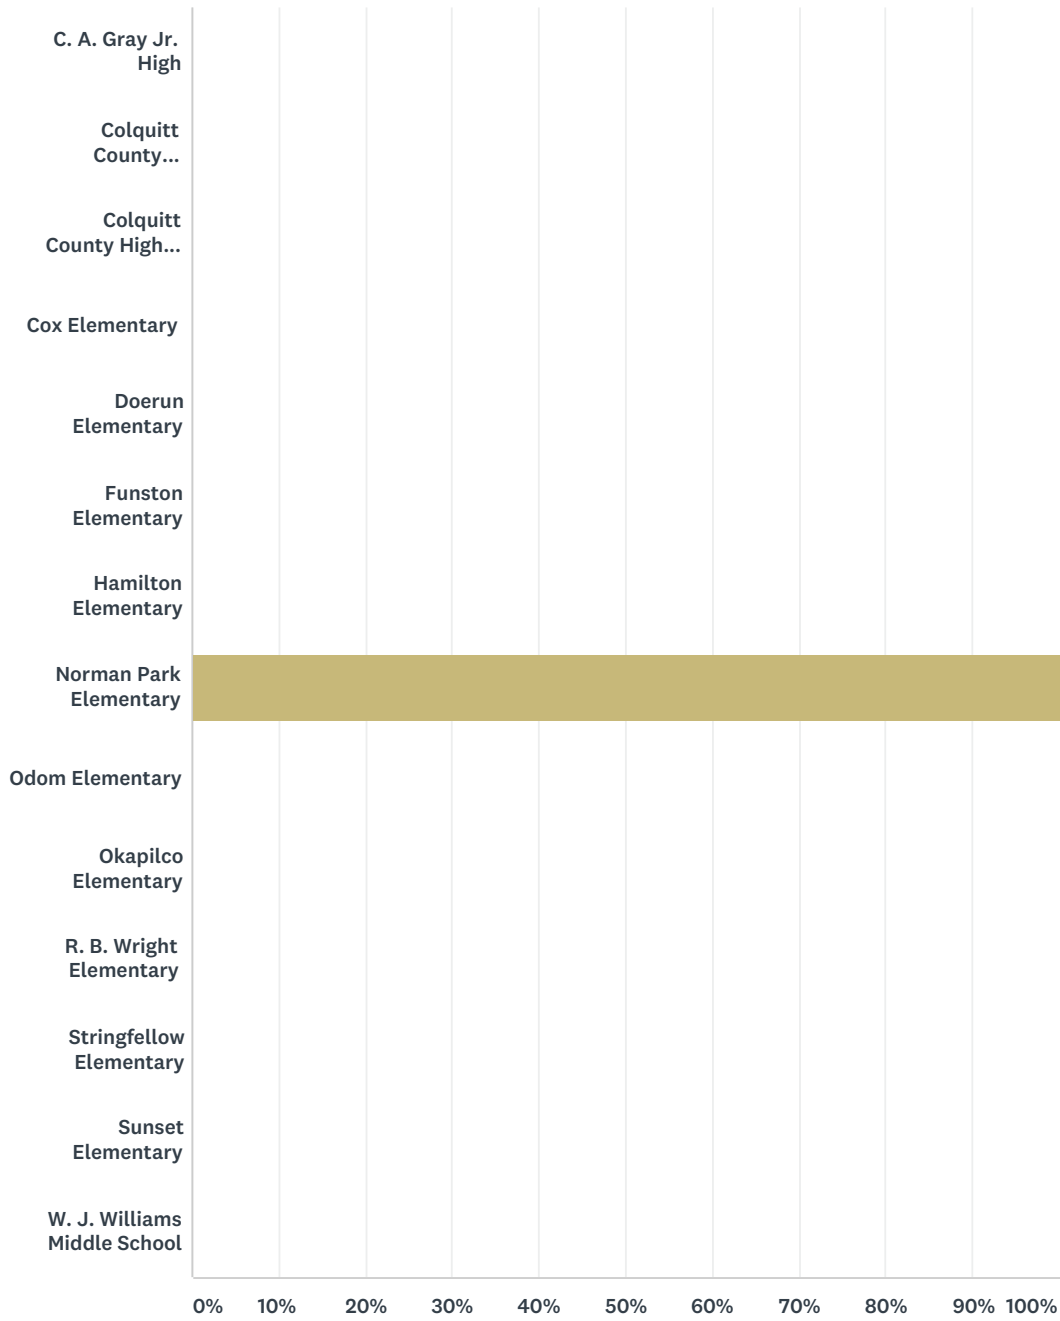 C. A. Gray Jr.
High
Colquitt
County...
Colquitt
County High...
Cox Elementary
Doerun
Elementary
Funston
Elementary
Hamilton
Elementary
Norman Park
Elementary
Odom Elementary
Okapilco
Elementary
R. B. Wright
Elementary
Stringfellow
Elementary
Sunset
Elementary
W. J. Williams
Middle School
0% 10% 20% 30% 40% 50% 60% 70% 80% 90% 100%